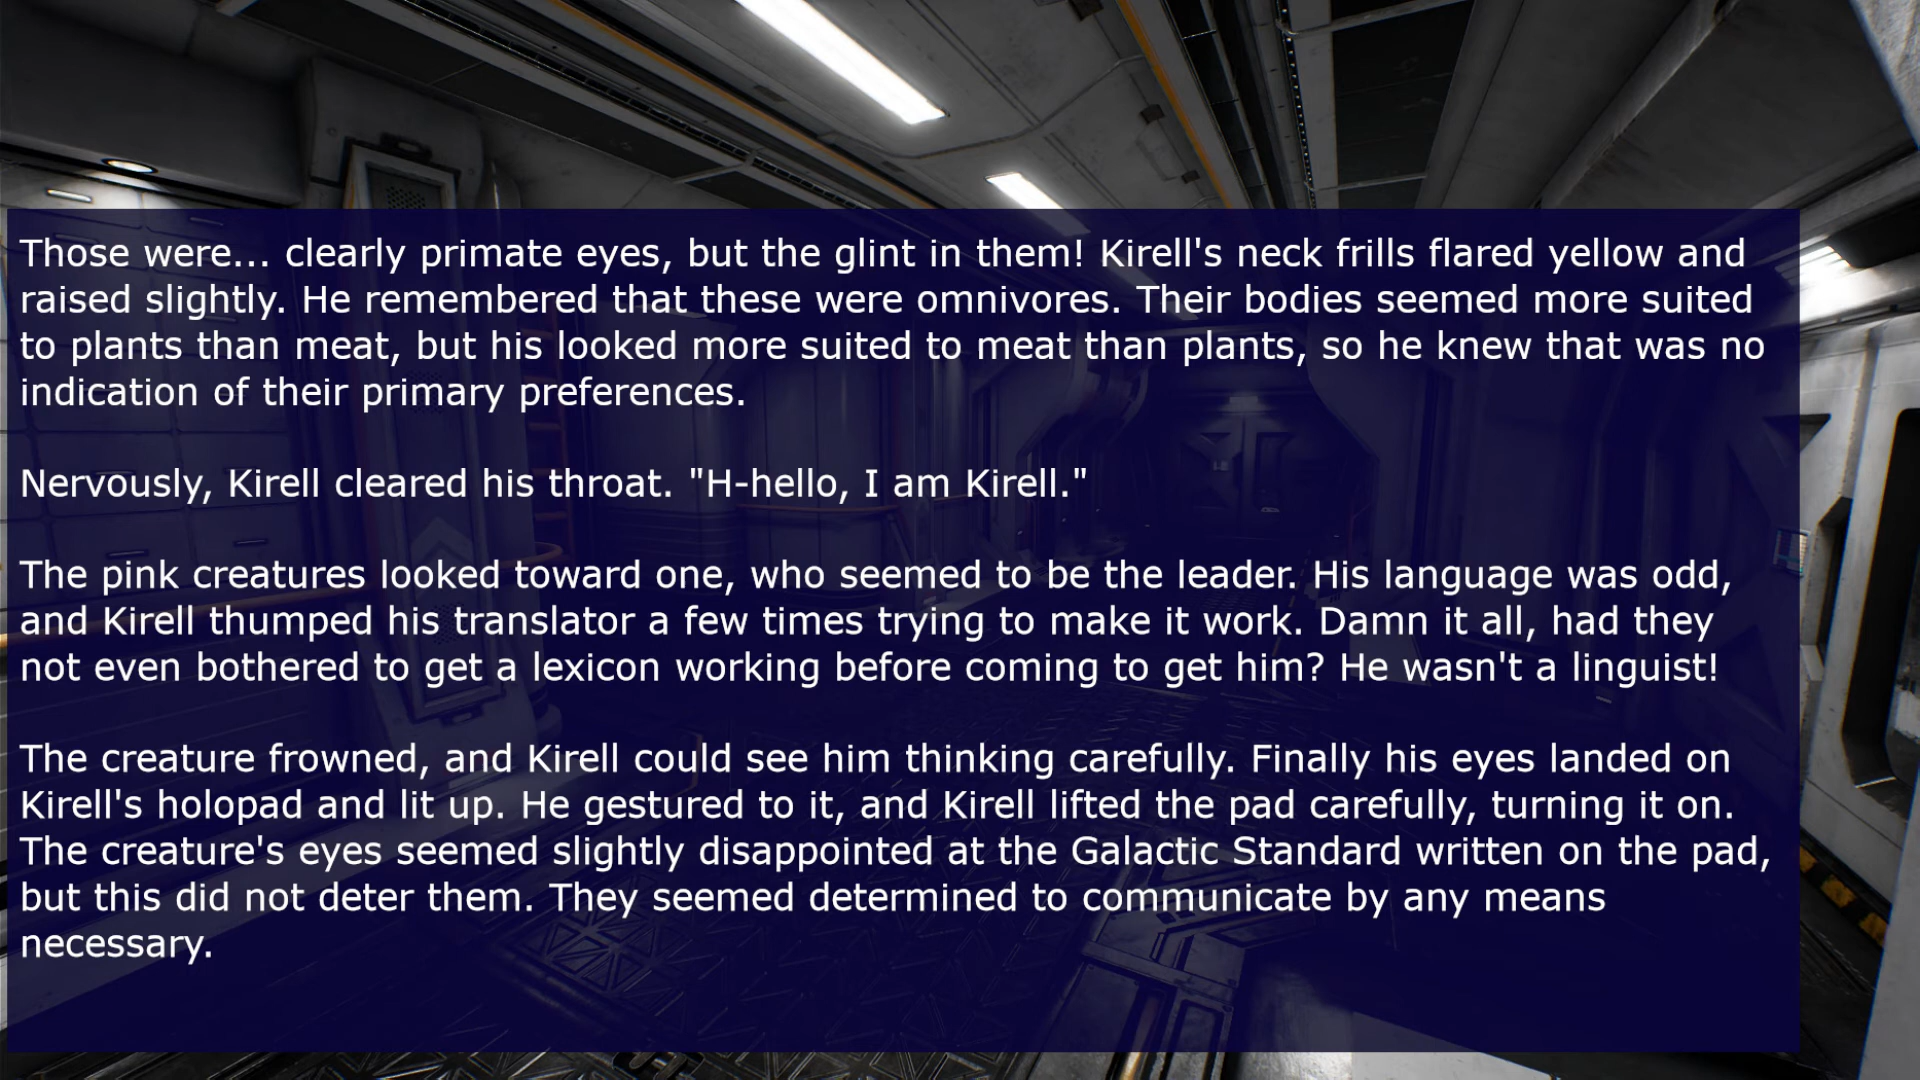 Those were... clearly primate eyes, but the glint in them! Kirell's neck frills flared yellow and
raised slightly. He remembered that these were omnivores. Their bodies seemed more suited
to plants than meat, but his looked more suited to meat than plants, so he knew that was no
indication of their primary preferences.
Nervously, Kirell cleared his throat. "H-hello, I am Kirell."
The pink creatures looked toward one, who seemed to be the leader. His language was odd,
and Kirell thumped his translator a few times trying to make it work. Damn it all, had they
not even bothered to get a lexicon working before coming to get him? He wasn't a linguist!
The creature frowned, and Kirell could see him thinking carefully. Finally his eyes landed on
Kirell's holopad and lit up. He gestured to it, and Kirell lifted the pad carefully, turning it on.
The creature's eyes seemed slightly disappointed at the Galactic Standard written on the pad,
but this did not deter them. They seemed determined to communicate by any means
necessary.